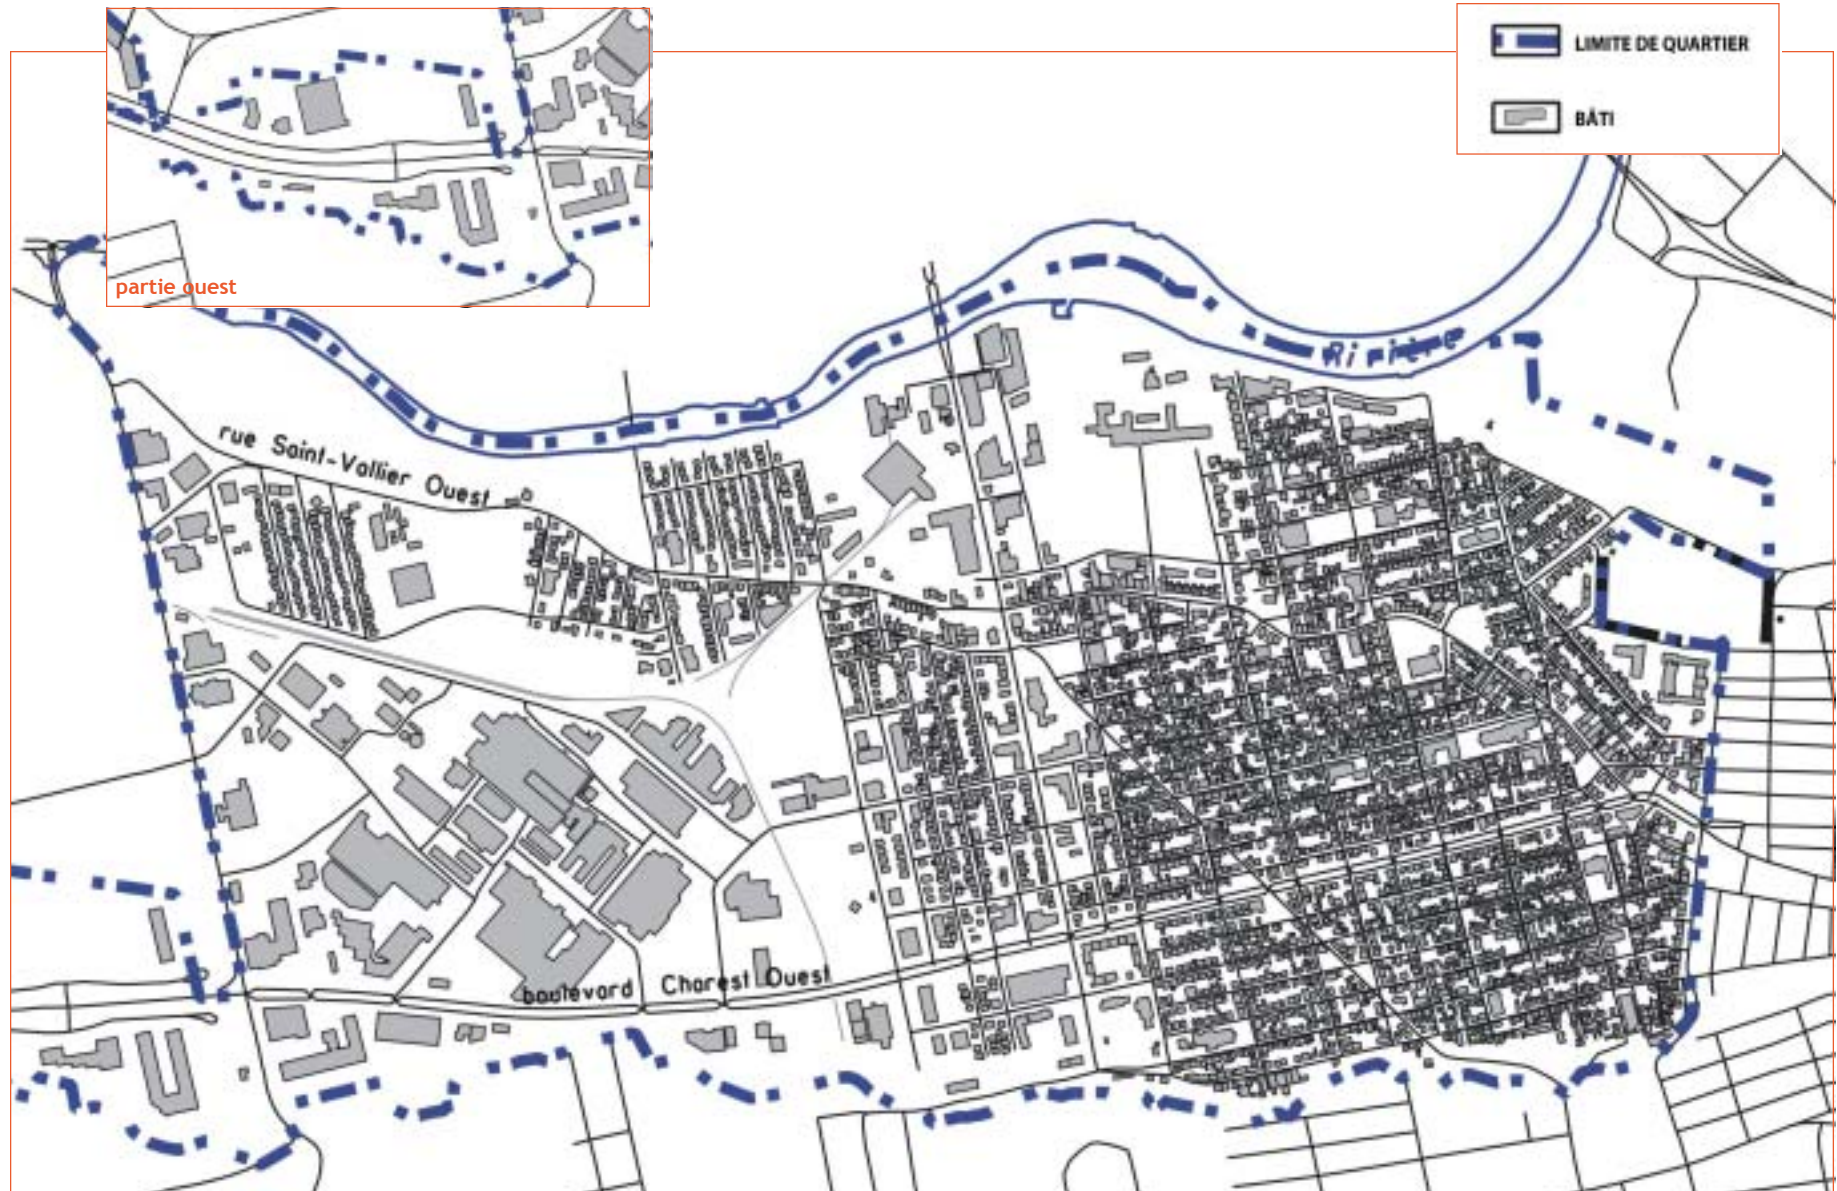 LIMITE DE QUARTIER
BÂTI
partie ouest
Rivière
rue Saint-Vallier Ouest
boulevard Charest Ouest